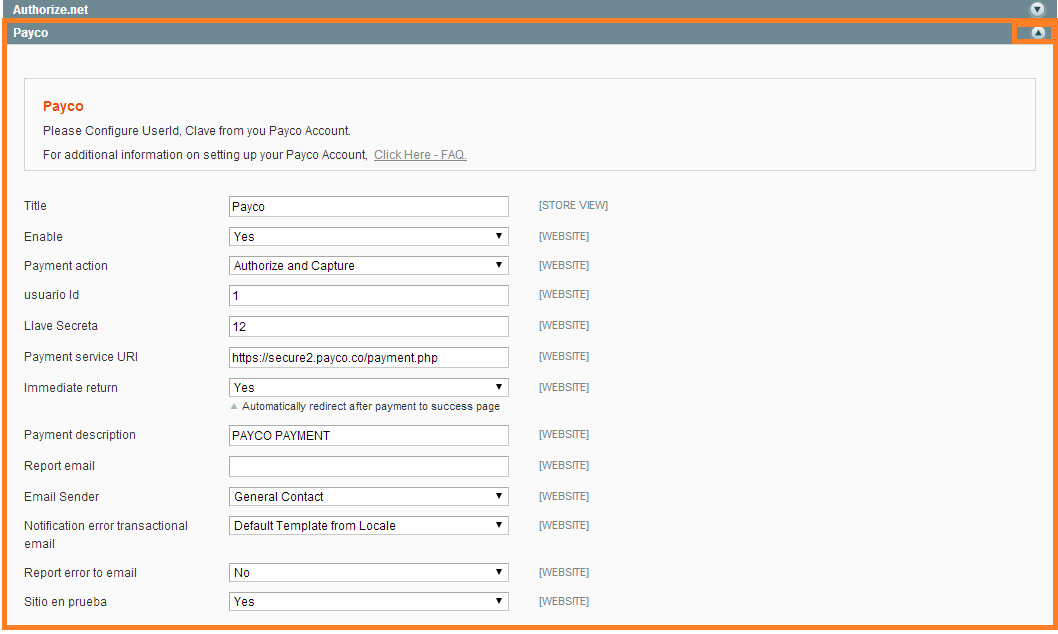 Authorize.net
Payco
Payco
Please Configure UserId, Clave from you Payco Account.
For additional information on setting up your Payco Account, Click Here - FAQ.
Title Payco [STORE VIEW]
Enable Yes [WEBSITE]
Payment action Authorize and Capture [WEBSITE]
usuario Id 1 [WEBSITE]
Llave Secreta 12 [WEBSITE]
Payment service URI https://secure2.payco.co/payment.php [WEBSITE]
Immediate return Yes [WEBSITE]
Automatically redirect after payment to success page
Payment description PAYCO PAYMENT [WEBSITE]
Report email [WEBSITE]
Email Sender General Contact [WEBSITE]
Notification error transactional Default Template from Locale [WEBSITE]
email
Report error to email No [WEBSITE]
Sitio en prueba Yes [WEBSITE]